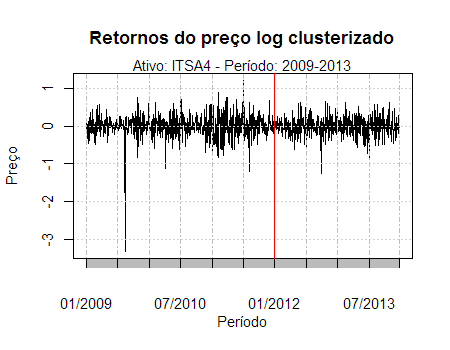 Retornos do preço log clusterizado
Ativo: ITSA4 - Período: 2009-2013
Preço
1
0
-1
-2
-3
01/2009 07/2010 01/2012 07/2013
Período